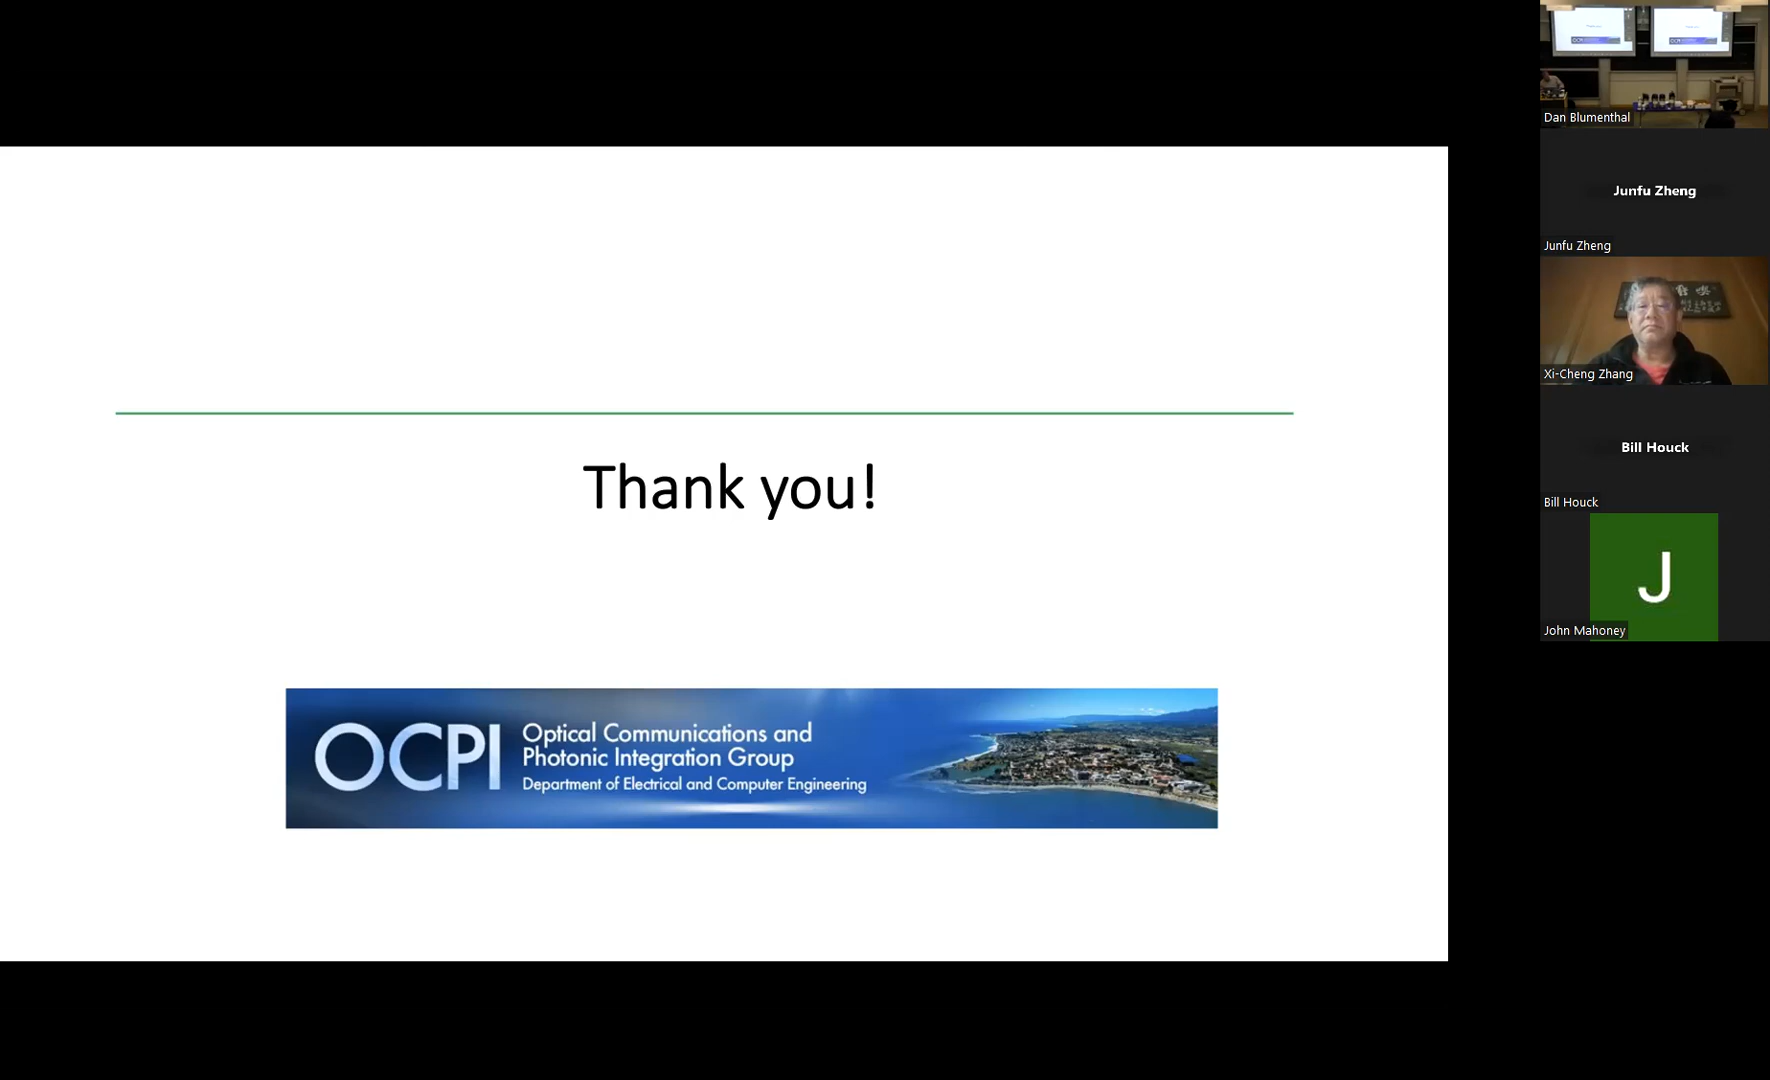 Thank you!
OCPI
Optical Communications and
Photonic Integration Group
Department of Electrical and Computer Engineering
Dan Blumenthal
Junfu Zheng
Junfu Zheng
Xi-Cheng Zhang
Bill Houck
Bill Houck
J
John Mahoney